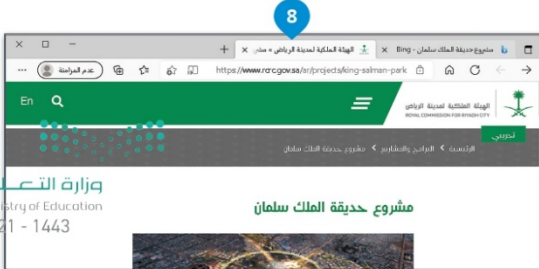 8
مشروع حديقة الملك سلمان - Bing
الهيئة الملكية لمدينة الرياض » مشر
عدم المزامنة
https://www.rcrc.gov.sa/ar/projects/king-salman-park
En
الهيئة الملكية لمدينة الرياض
ROYAL COMMISSION FOR RIYADH CITY
تجريبي
الرئيسية > البرامج والمشاريع > مشروع حديقة الملك سلمان
مشروع حديقة الملك سلمان
وزارة التعـ
stry of Education
21 - 1443